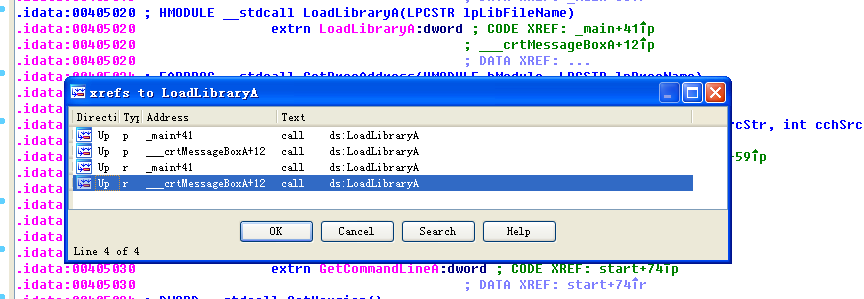 .idata:00405020 ; HMODULE __stdcall LoadLibraryA(LPCSTR lpLibFileName)
.idata:00405020 extrn LoadLibraryA:dword ; CODE XREF: _main+41↑p
.idata:00405020 ; ___crtMessageBoxA+12↑p
.idata:00405020 ; DATA XREF: ...
xrefs to LoadLibraryA
Directi Typ Address Text
Up p _main+41 call ds:LoadLibraryA
Up p ___crtMessageBoxA+12 call ds:LoadLibraryA
Up r _main+41 call ds:LoadLibraryA
Up r ___crtMessageBoxA+12 call ds:LoadLibraryA
rcStr, int cchSrc
+59↑p
OK Cancel Search Help
Line 4 of 4
.idata:00405030 extrn GetCommandLineA:dword ; CODE XREF: start+74↑p
.idata:00405030 ; DATA XREF: start+74↑r